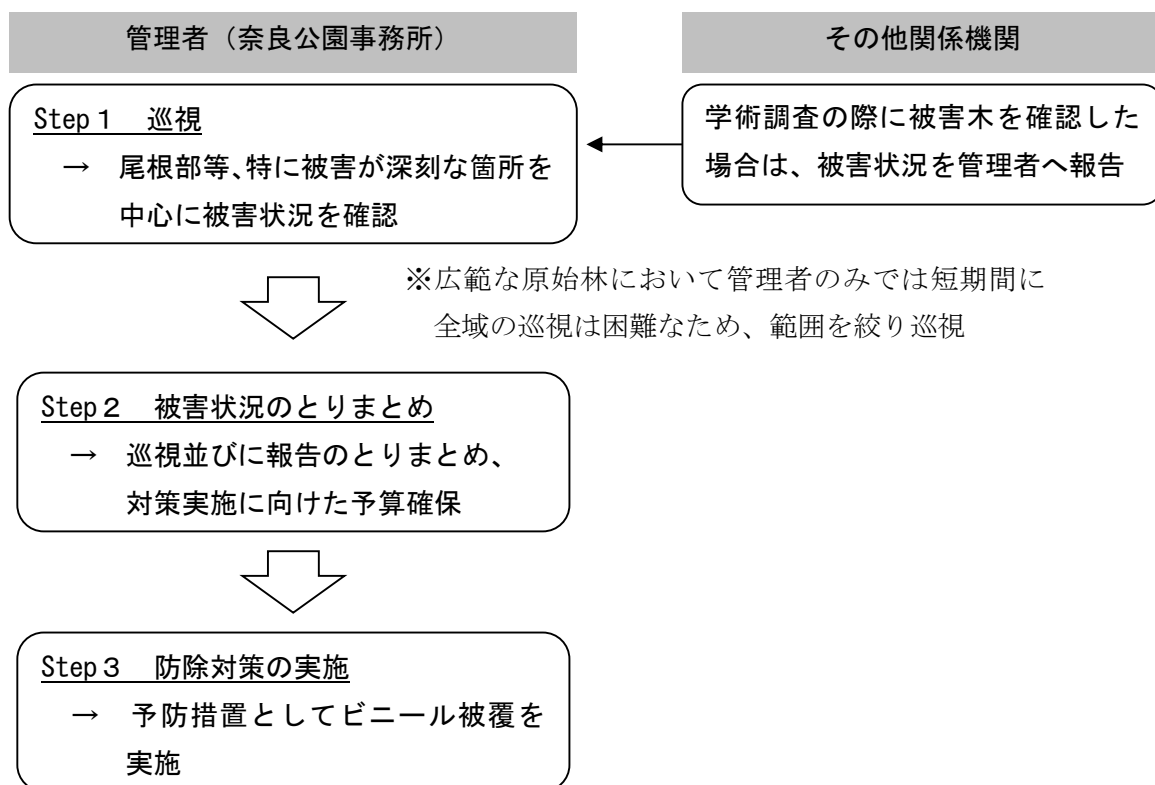 管理者（奈良公園事務所）
その他関係機関
Step１　巡視
→　尾根部等、特に被害が深刻な箇所を
中心に被害状況を確認
学術調査の際に被害木を確認した
場合は、被害状況を管理者へ報告
※広範な原始林において管理者のみでは短期間に
全域の巡視は困難なため、範囲を絞り巡視
Step２　被害状況のとりまとめ
→　巡視並びに報告のとりまとめ、
対策実施に向けた予算確保
Step３　防除対策の実施
→　予防措置としてビニール被覆を
実施